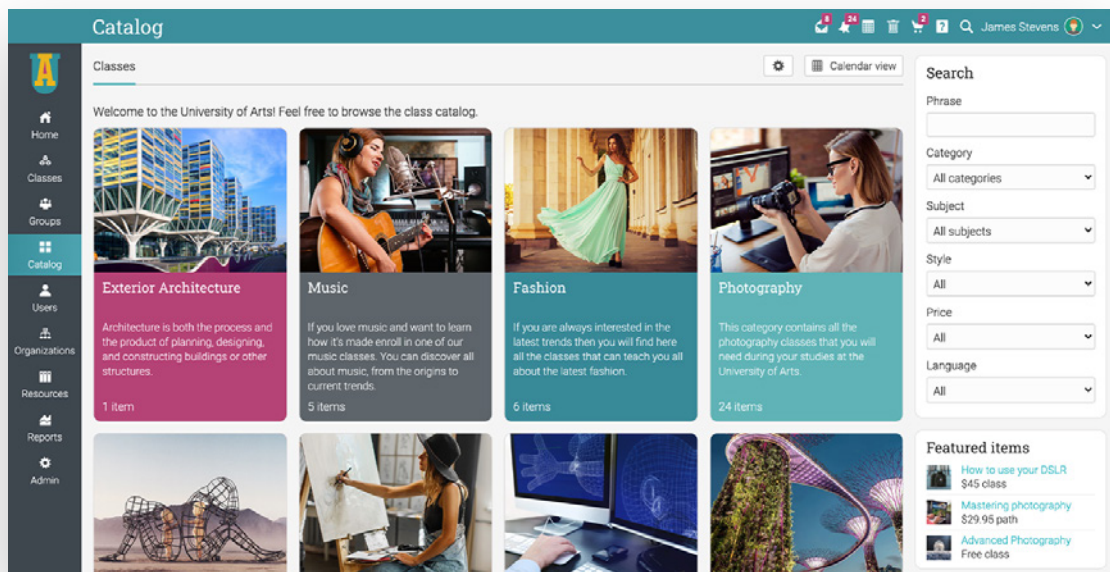 Catalog
8
24
2
?
James Stevens
A
Home
Classes
Groups
Catalog
Users
Organizations
Resources
Reports
Admin
Classes
Calendar view
Welcome to the University of Arts! Feel free to browse the class catalog.
Exterior Architecture
Architecture is both the process and
the product of planning, designing,
and constructing buildings or other
structures.
1 item
Music
If you love music and want to learn
how it's made enroll in one of our
music classes. You can discover all
about music, from the origins to
current trends.
5 items
Fashion
If you are always interested in the
latest trends then you will find here
all the classes that can teach you all
about the latest fashion.
6 items
Photography
This category contains all the
photography classes that you will
need during your studies at the
University of Arts.
24 items
Search
Phrase
Category
All categories
Subject
All subjects
Style
All
Price
All
Language
All
Featured items
How to use your DSLR
$45 class
Mastering photography
$29.95 path
Advanced Photography
Free class